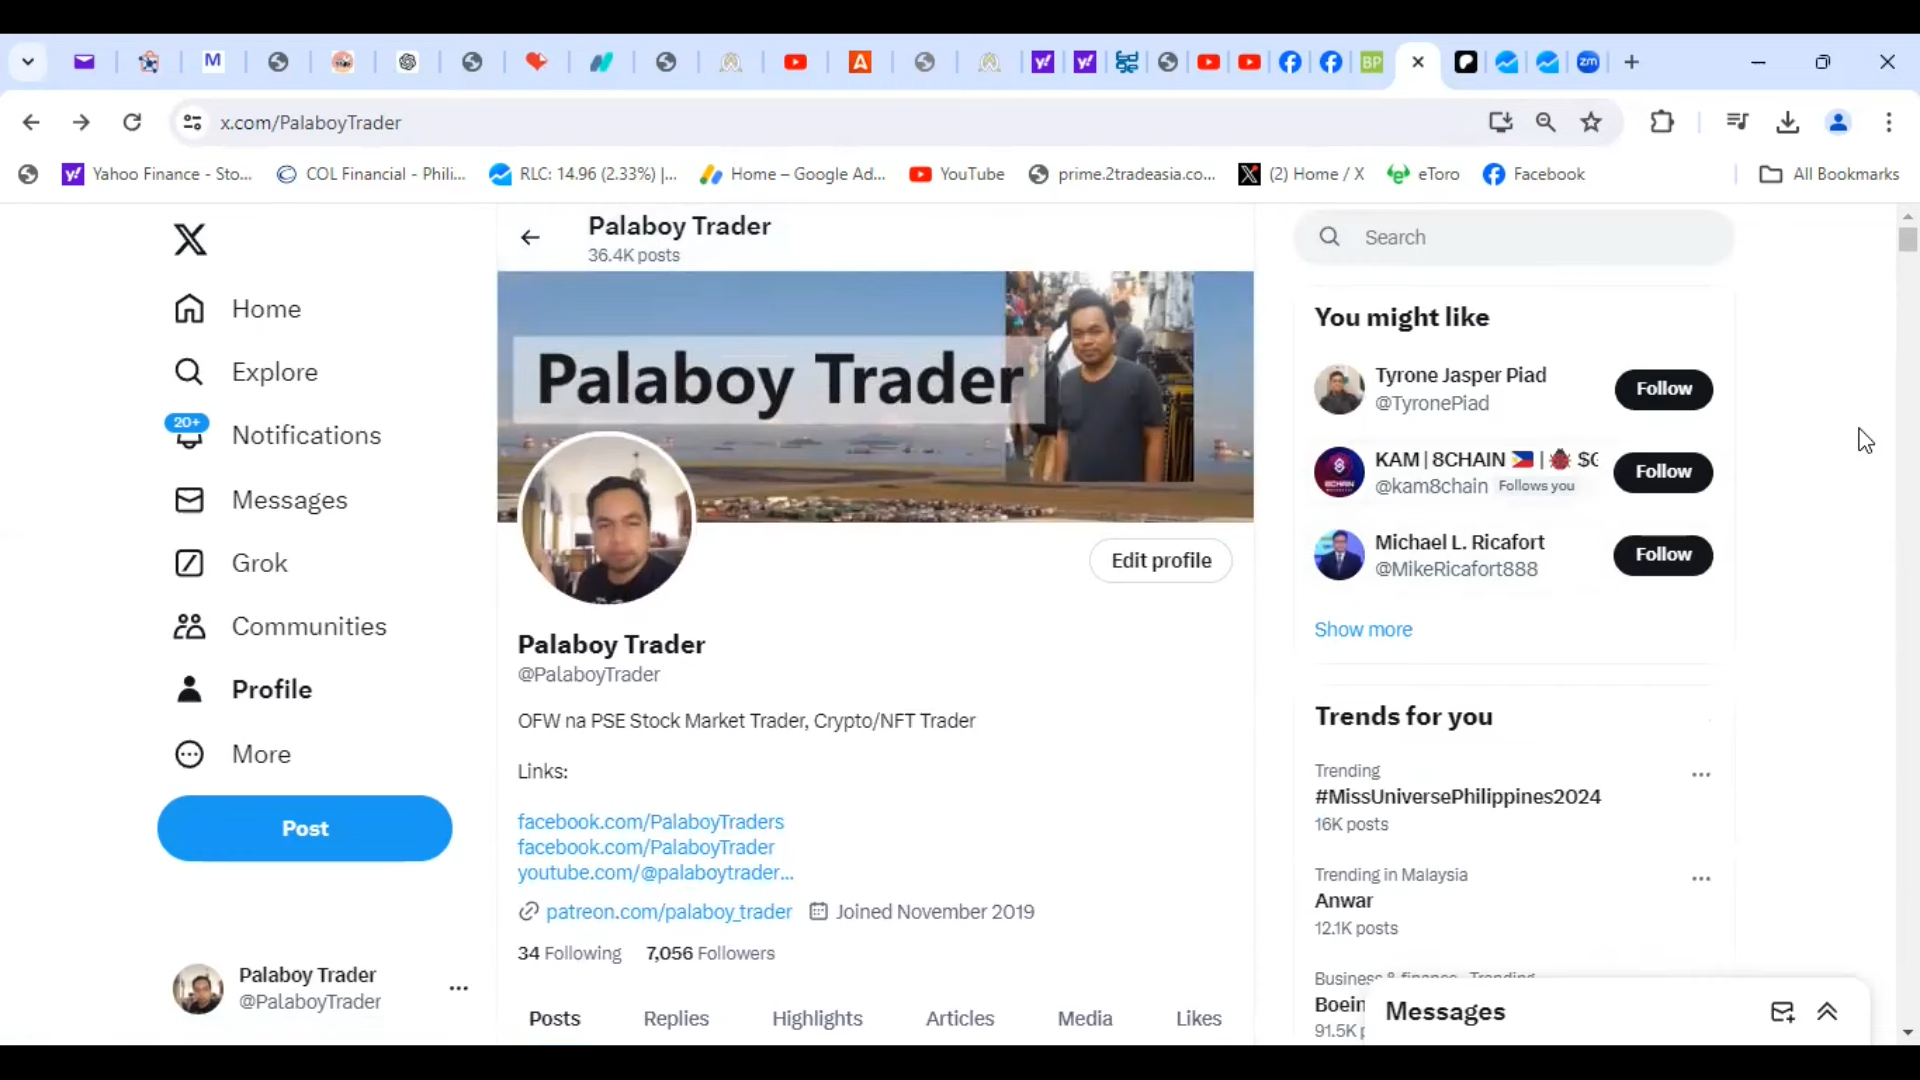 x.com/PalaboyTrader
Yahoo Finance - Sto...
COL Financial - Phili...
RLC: 14.96 (2.33%) |...
Home – Google Ad...
YouTube
prime.2tradeasia.co...
(2) Home / X
eToro
Facebook
All Bookmarks
Home
Explore
20+
Notifications
Messages
Grok
Communities
Profile
More
Post
Palaboy Trader
@PalaboyTrader
Palaboy Trader
36.4K posts
Palaboy Trader
Edit profile
Palaboy Trader
@PalaboyTrader
OFW na PSE Stock Market Trader, Crypto/NFT Trader
Links:
facebook.com/PalaboyTraders
facebook.com/PalaboyTrader
youtube.com/@palaboytrader...
patreon.com/palaboy_trader Joined November 2019
34 Following 7,056 Followers
Posts Replies Highlights Articles Media Likes
Search
You might like
Tyrone Jasper Piad
@TyronePiad
Follow
KAM | 8CHAIN 🇵🇭 | 🐞 $
@kam8chain Follows you
Follow
Michael L. Ricafort
@MikeRicafort888
Follow
Show more
Trends for you
Trending
#MissUniversePhilippines2024
16K posts
Trending in Malaysia
Anwar
12.1K posts
Business & finance · Trending
Boein
91.5K
Messages